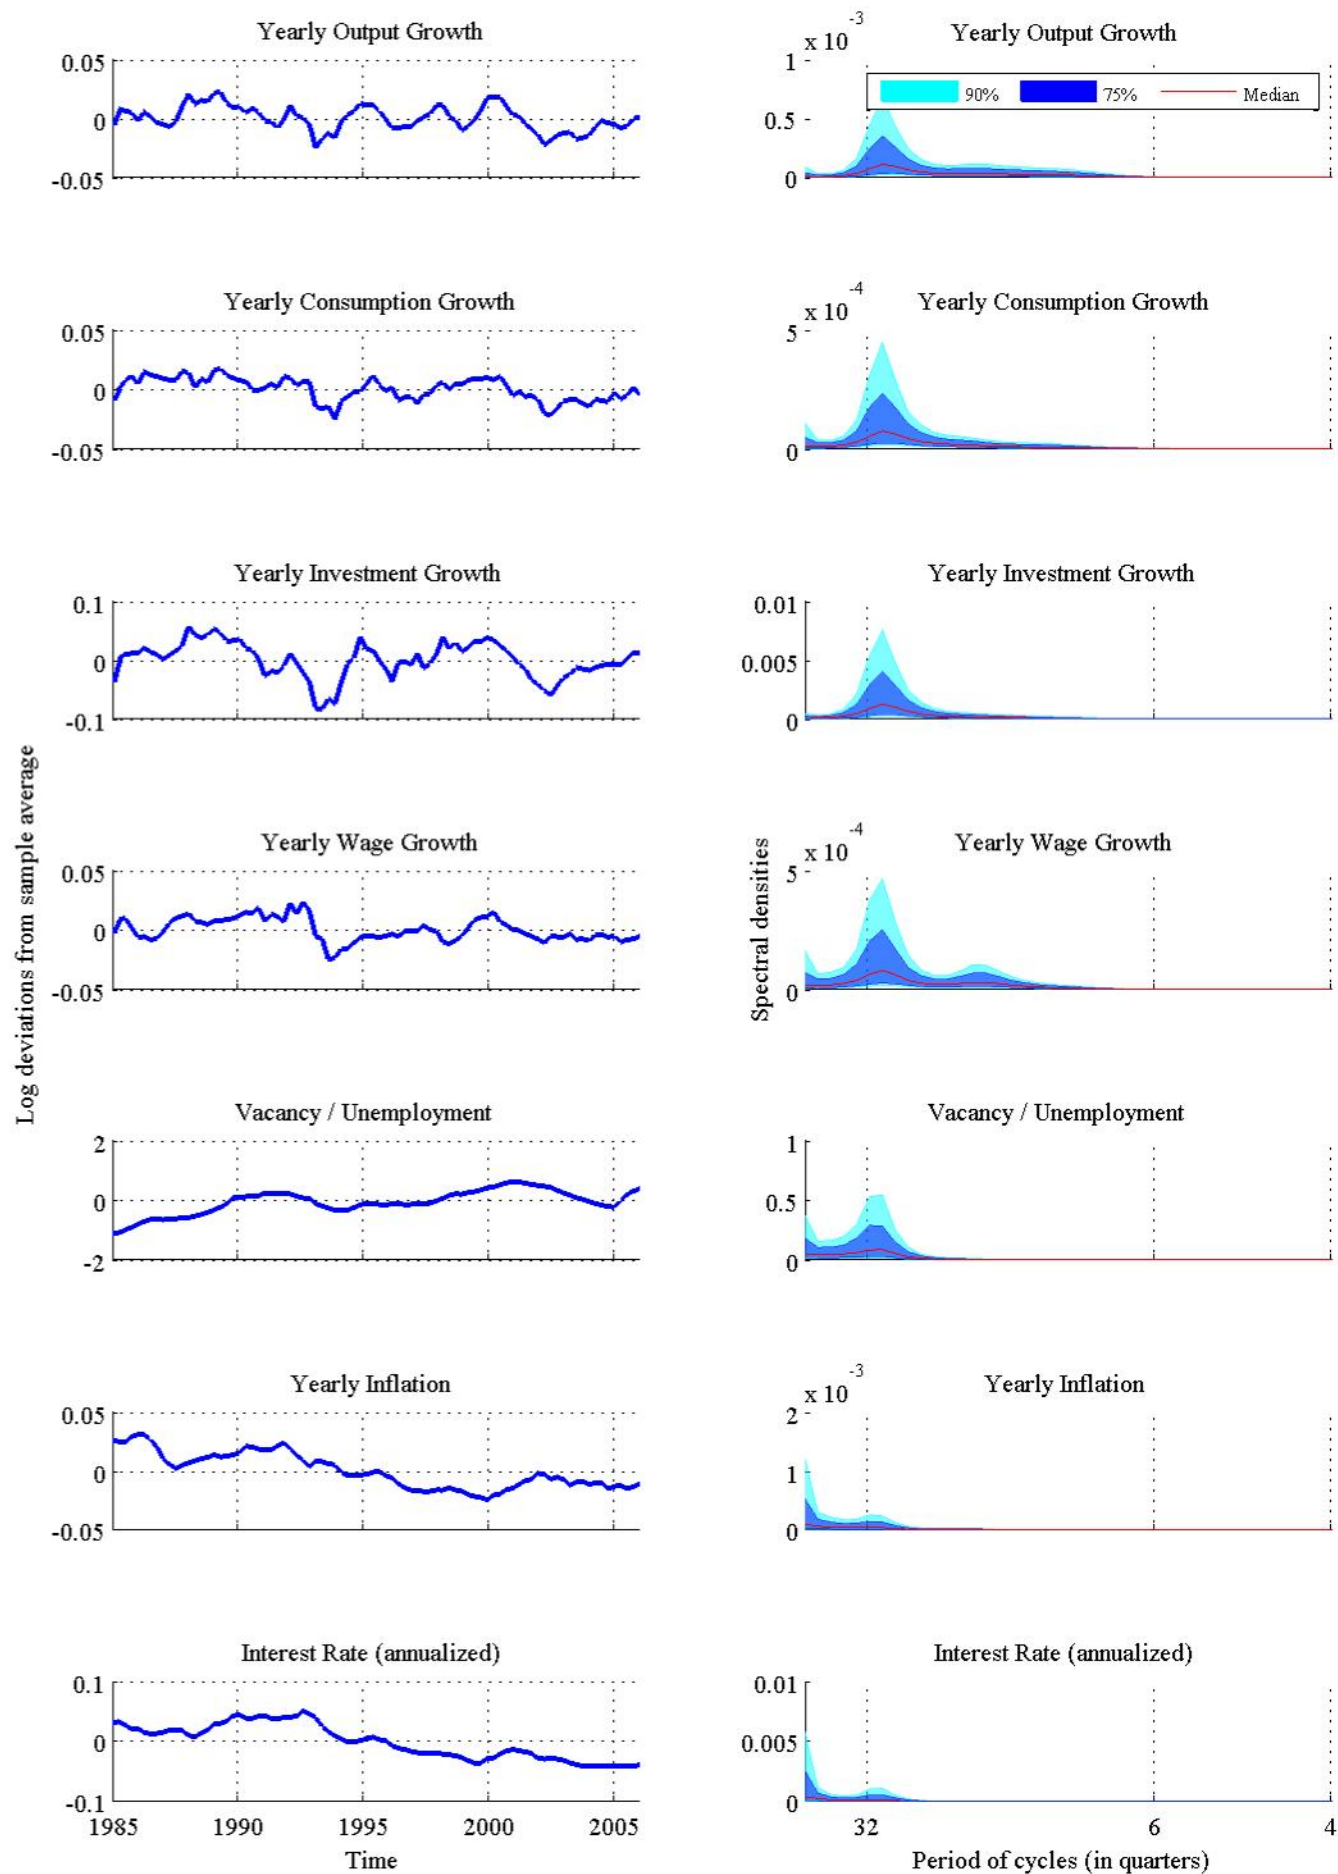 Yearly Output Growth
0.05
0
-0.05
Yearly Output Growth
x 10 -3
1
0.5
0
90% 75% Median
Yearly Consumption Growth
0.05
0
-0.05
Yearly Consumption Growth
x 10 -4
5
0
Yearly Investment Growth
0.1
0
-0.1
Yearly Investment Growth
0.01
0.005
0
Log deviations from sample average
Yearly Wage Growth
0.05
0
-0.05
Spectral densities
Yearly Wage Growth
x 10 -4
5
0
Vacancy / Unemployment
2
0
-2
Vacancy / Unemployment
1
0.5
0
Yearly Inflation
0.05
0
-0.05
Yearly Inflation
x 10 -3
2
1
0
Interest Rate (annualized)
0.1
0
-0.1
1985 1990 1995 2000 2005
Time
Interest Rate (annualized)
0.01
0.005
0
32 6 4
Period of cycles (in quarters)